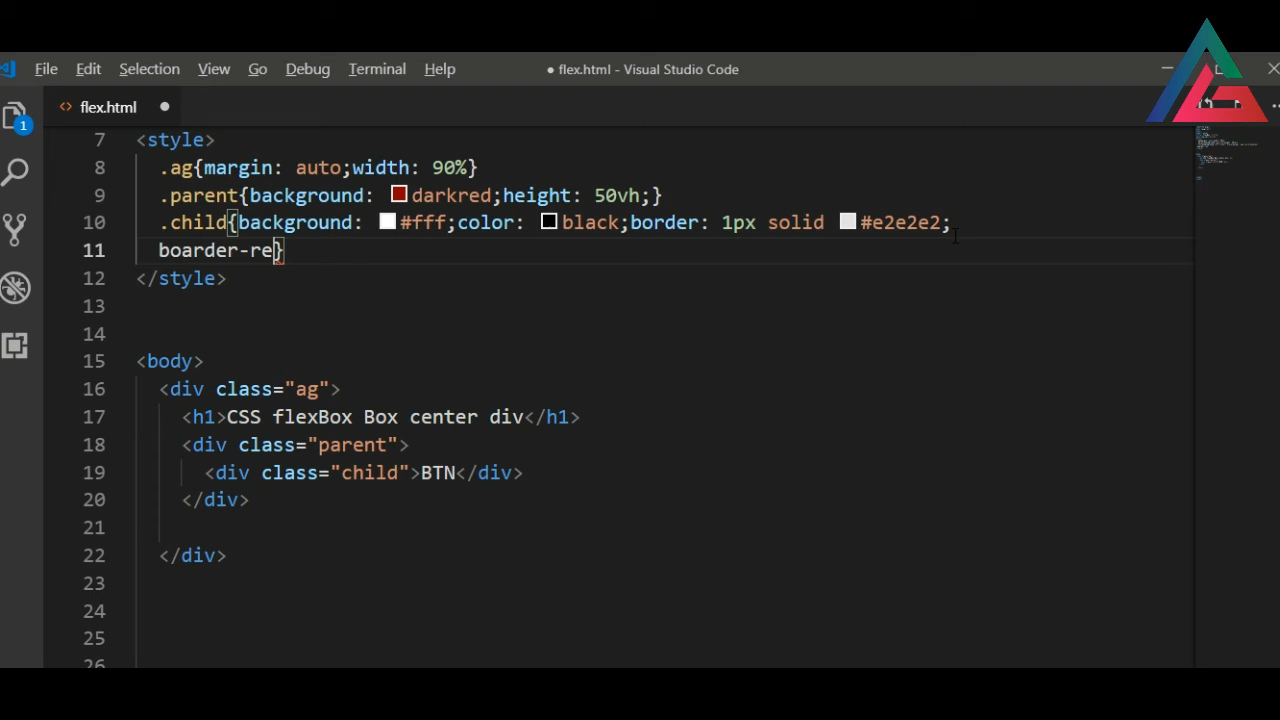 File Edit Selection View Go Debug Terminal Help ● flex.html - Visual Studio Code
<> flex.html ●
1
7 <style>
8 .ag{margin: auto;width: 90%}
9 .parent{background: darkred;height: 50vh;}
10 .child{background: #fff;color: black;border: 1px solid #e2e2e2;
11 boarder-re}
12 </style>
13
14
15 <body>
16 <div class="ag">
17 <h1>CSS flexBox Box center div</h1>
18 <div class="parent">
19 <div class="child">BTN</div>
20 </div>
21
22 </div>
23
24
25
26